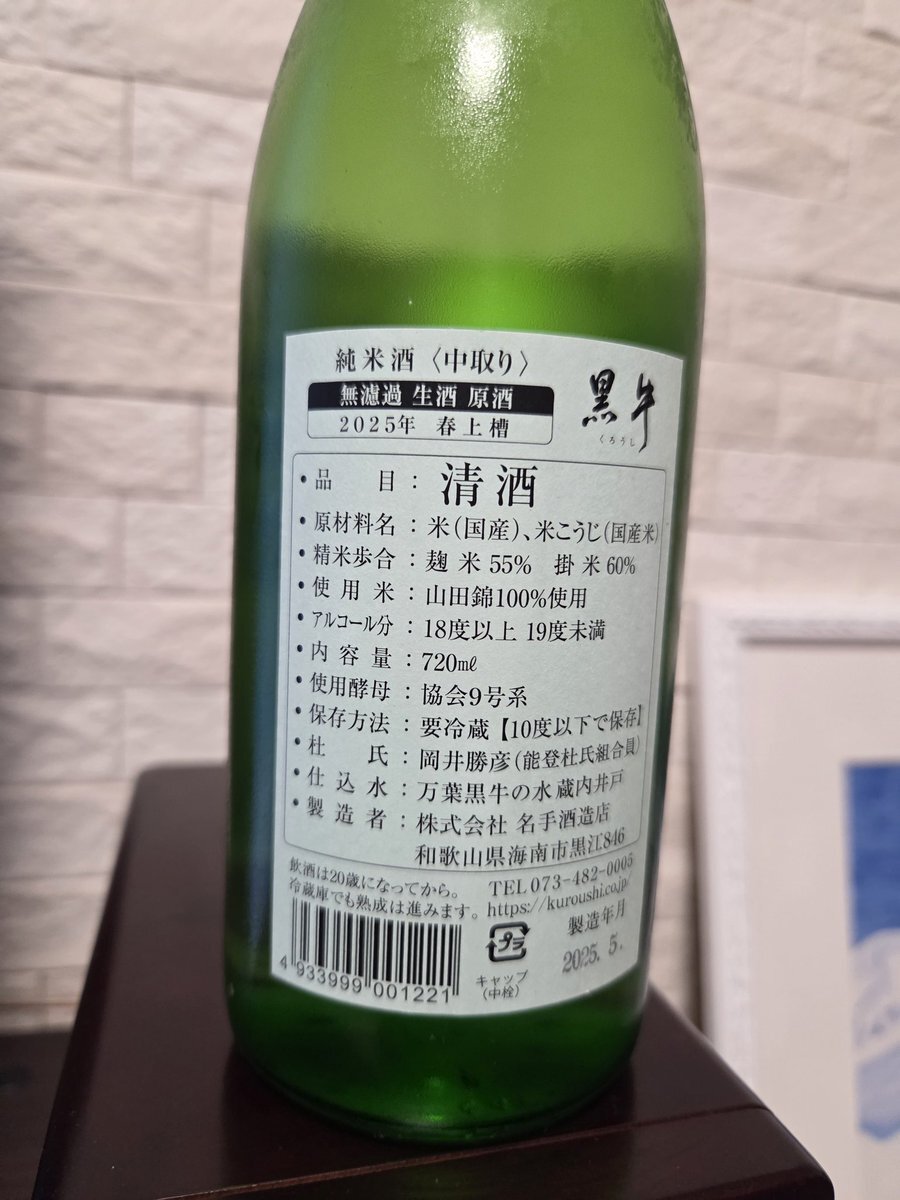 純米酒〈中取り〉
無濾過 生酒 原酒
2025年 春上槽
黒牛
くろうし
・品目：清酒
・原材料名：米（国産）、米こうじ（国産米）
・精米歩合：麹米55% 掛米60%
・使用米：山田錦100%使用
・アルコール分：18度以上 19度未満
・内容量：720㎖
・使用酵母：協会9号系
・保存方法：要冷蔵【10度以下で保存】
・杜氏：岡井勝彦（能登杜氏組合員）
・仕込水：万葉黒牛の水 蔵内井戸
・製造者：株式会社 名手酒造店
和歌山県海南市黒江846
TEL 073-482-0005
https://kuroushi.co.jp/
飲酒は20歳になってから。
冷蔵庫でも熟成は進みます。
4 933999 001221
プラ
キャップ
（中栓）
製造年月
2025. 5.